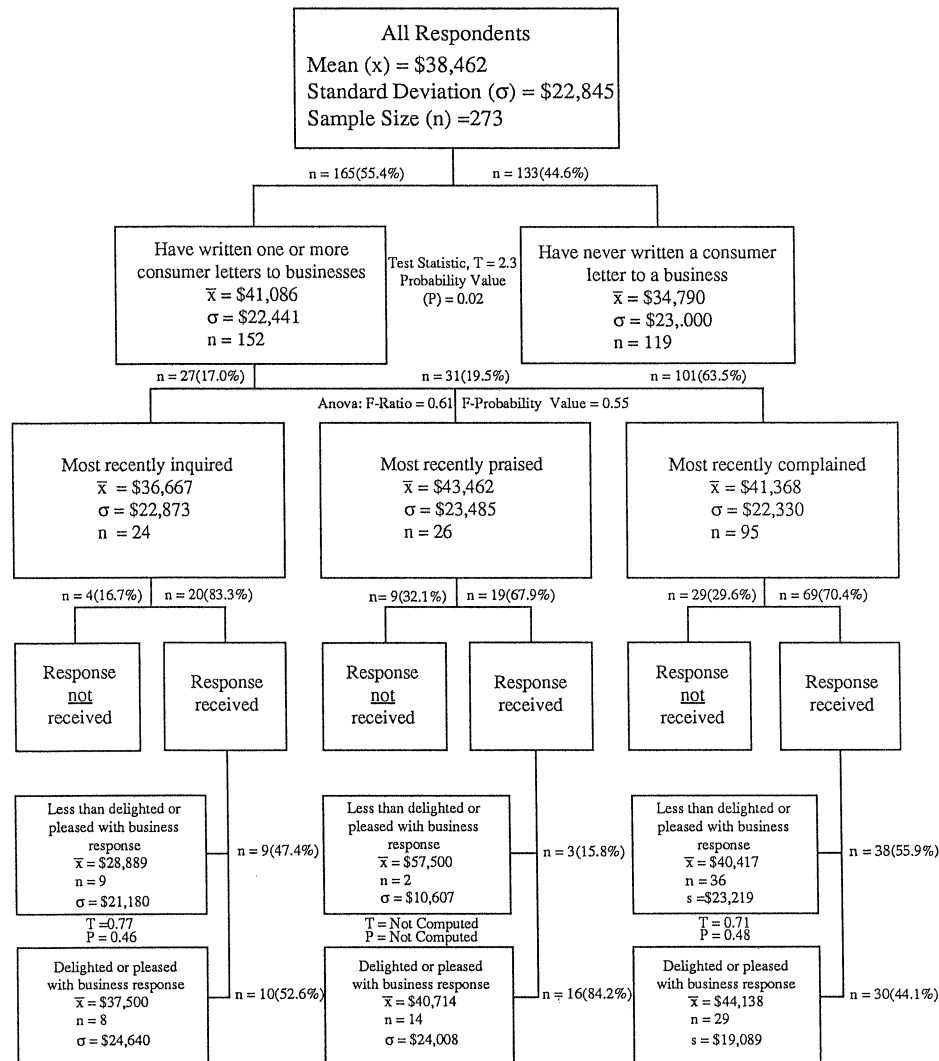 All Respondents
Mean (x) = $38,462
Standard Deviation (σ) = $22,845
Sample Size (n) =273
n = 165(55.4%)
n = 133(44.6%)
Have written one or more
consumer letters to businesses
x̅ = $41,086
σ = $22,441
n = 152
Test Statistic, T = 2.3
Probability Value
(P) = 0.02
Have never written a consumer
letter to a business
x̅ = $34,790
σ = $23,.000
n = 119
n = 27(17.0%)
n = 31(19.5%)
n = 101(63.5%)
Anova: F-Ratio = 0.61 F-Probability Value = 0.55
Most recently inquired
x̅ = $36,667
σ = $22,873
n = 24
Most recently praised
x̅ = $43,462
σ = $23,485
n = 26
Most recently complained
x̅ = $41,368
σ = $22,330
n = 95
n = 4(16.7%)
n = 20(83.3%)
n= 9(32.1%)
n = 19(67.9%)
n = 29(29.6%)
n = 69(70.4%)
Response
not
received
Response
received
Response
not
received
Response
received
Response
not
received
Response
received
Less than delighted or
pleased with business
response
x̅ = $28,889
n = 9
σ = $21,180
n = 9(47.4%)
Less than delighted or
pleased with business
response
x̅ = $57,500
n = 2
σ = $10,607
n = 3(15.8%)
Less than delighted or
pleased with business
response
x̅ = $40,417
n = 36
s =$23,219
n = 38(55.9%)
T =0.77
P = 0.46
T = Not Computed
P = Not Computed
T = 0.71
P = 0.48
Delighted or pleased
with business response
x̅ = $37,500
n = 8
σ = $24,640
n = 10(52.6%)
Delighted or pleased
with business response
x̅ = $40,714
n = 14
σ = $24,008
n = 16(84.2%)
Delighted or pleased
with business response
x̅ = $44,138
n = 29
s = $19,089
n = 30(44.1%)